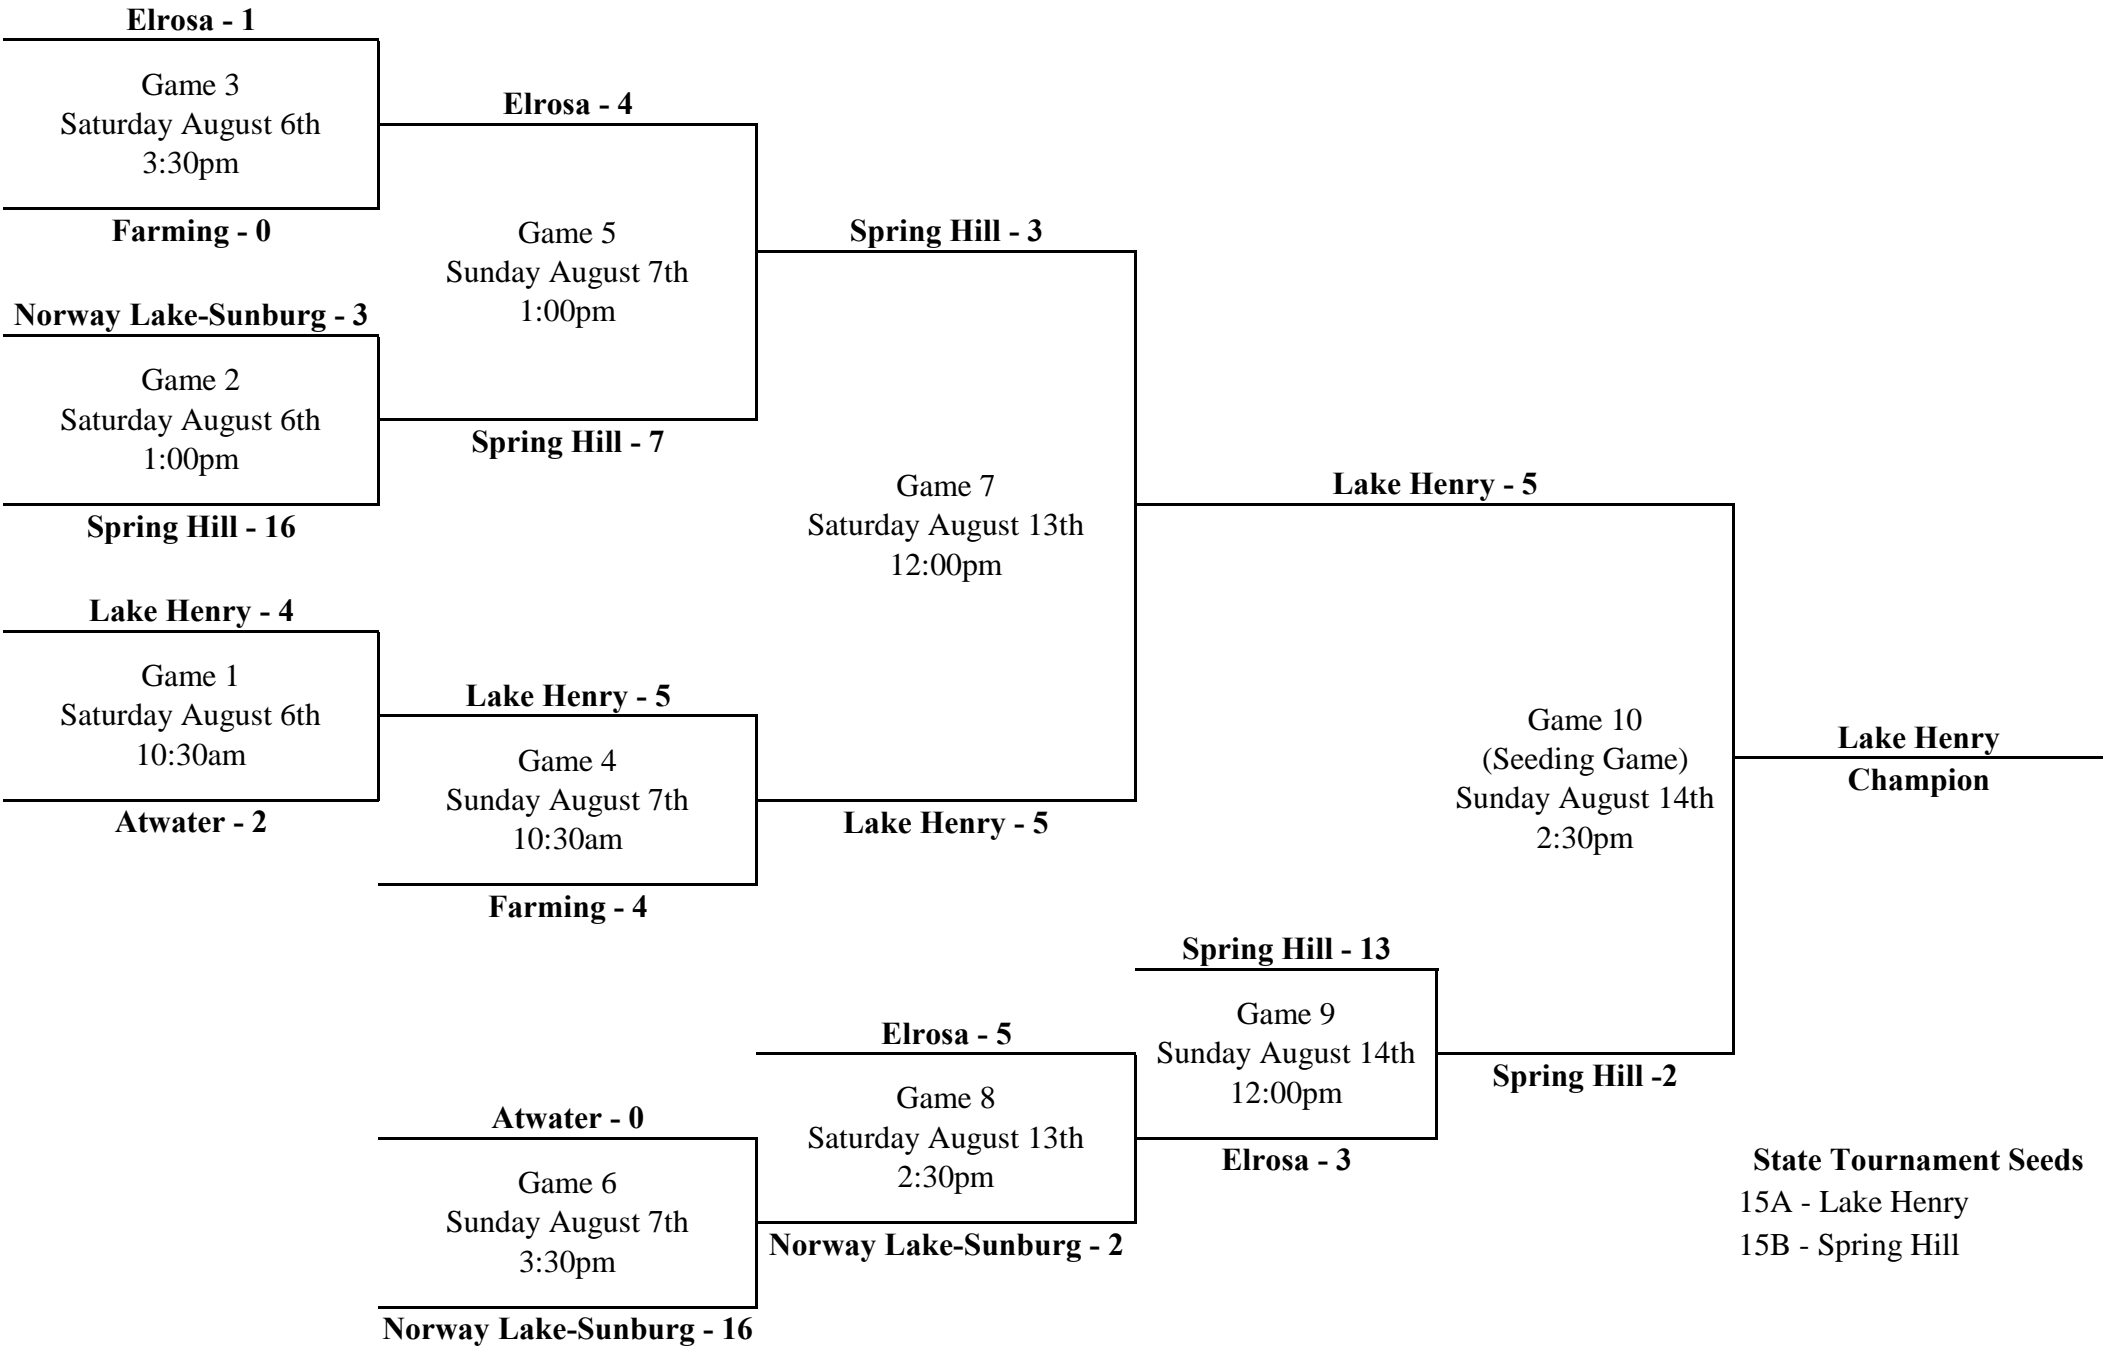 Elrosa - 1
Game 3
Saturday August 6th
3:30pm
Farming - 0
Norway Lake-Sunburg - 3
Game 2
Saturday August 6th
1:00pm
Spring Hill - 16
Lake Henry - 4
Game 1
Saturday August 6th
10:30am
Atwater - 2
Elrosa - 4
Game 5
Sunday August 7th
1:00pm
Spring Hill - 7
Lake Henry - 5
Game 4
Sunday August 7th
10:30am
Farming - 4
Atwater - 0
Game 6
Sunday August 7th
3:30pm
Norway Lake-Sunburg - 16
Spring Hill - 3
Game 7
Saturday August 13th
12:00pm
Lake Henry - 5
Elrosa - 5
Game 8
Saturday August 13th
2:30pm
Norway Lake-Sunburg - 2
Spring Hill - 13
Game 9
Sunday August 14th
12:00pm
Elrosa - 3
Lake Henry - 5
Game 10
(Seeding Game)
Sunday August 14th
2:30pm
Spring Hill -2
Lake Henry
Champion
State Tournament Seeds
15A - Lake Henry
15B - Spring Hill